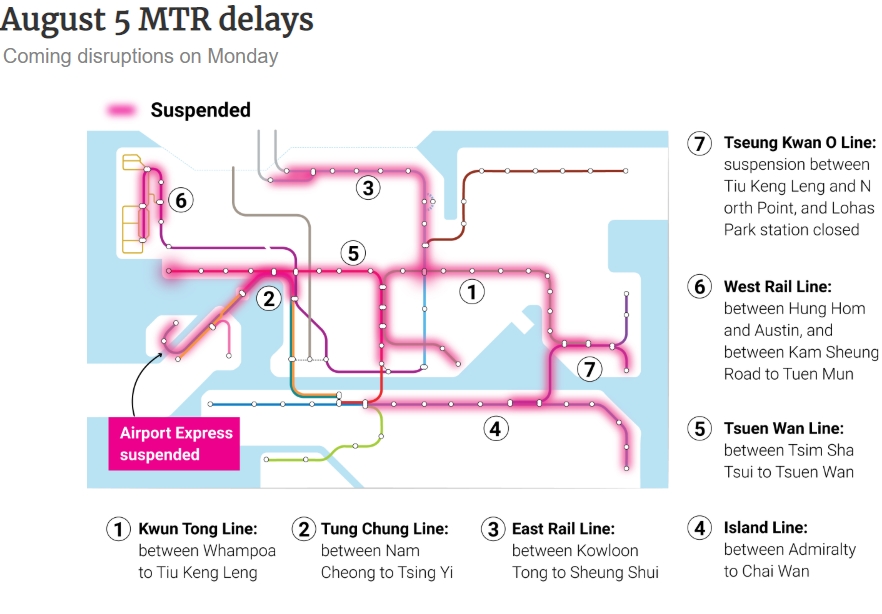 August 5 MTR delays
Coming disruptions on Monday
Suspended
3
6
5
2
1
7
4
Airport Express
suspended
7 Tseung Kwan O Line:
suspension between
Tiu Keng Leng and N
orth Point, and Lohas
Park station closed
6 West Rail Line:
between Hung Hom
and Austin, and
between Kam Sheung
Road to Tuen Mun
5 Tsuen Wan Line:
between Tsim Sha
Tsui to Tsuen Wan
1 Kwun Tong Line:
between Whampoa
to Tiu Keng Leng
2 Tung Chung Line:
between Nam
Cheong to Tsing Yi
3 East Rail Line:
between Kowloon
Tong to Sheung Shui
4 Island Line:
between Admiralty
to Chai Wan